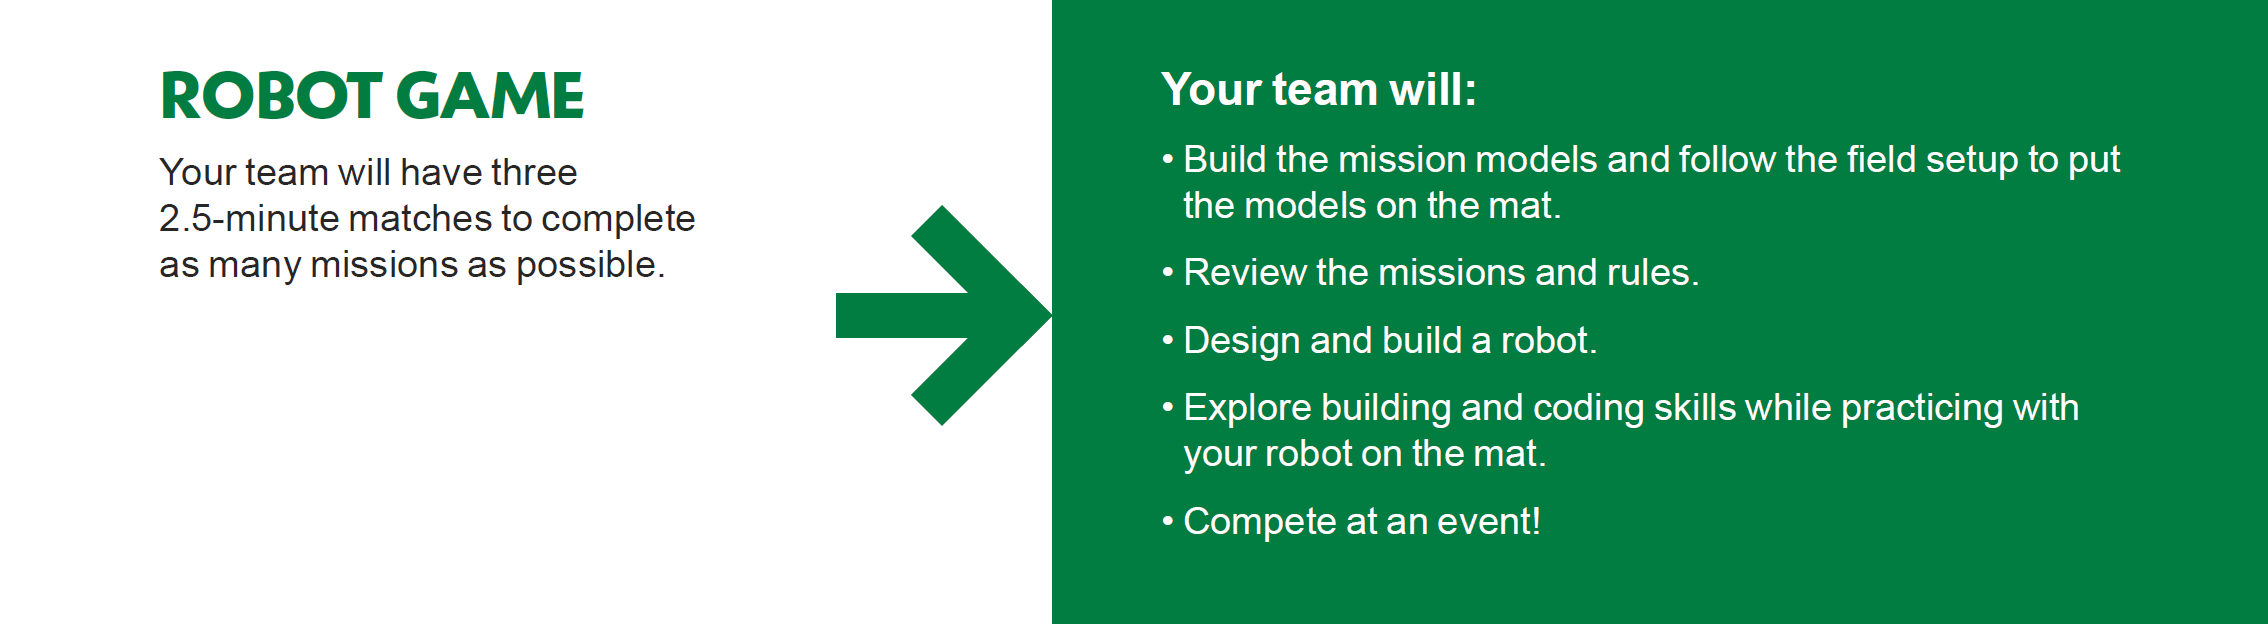 ROBOT GAME
Your team will have three
2.5-minute matches to complete
as many missions as possible.
Your team will:
• Build the mission models and follow the field setup to put
the models on the mat.
• Review the missions and rules.
• Design and build a robot.
• Explore building and coding skills while practicing with
your robot on the mat.
• Compete at an event!